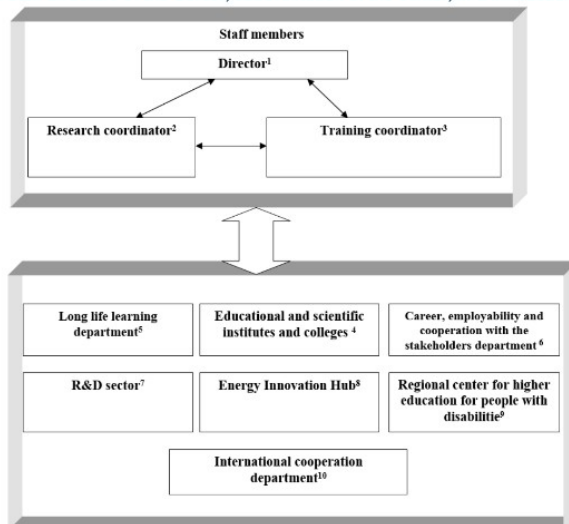 Staff members
Director¹
Research coordinator²
Training coordinator³
Long life learning
department⁵
Educational and scientific
institutes and colleges ⁴
Career, employability and
cooperation with the
stakeholders department ⁶
R&D sector⁷
Energy Innovation Hub⁸
Regional center for higher
education for people with
disabilitie⁹
International cooperation
department¹⁰